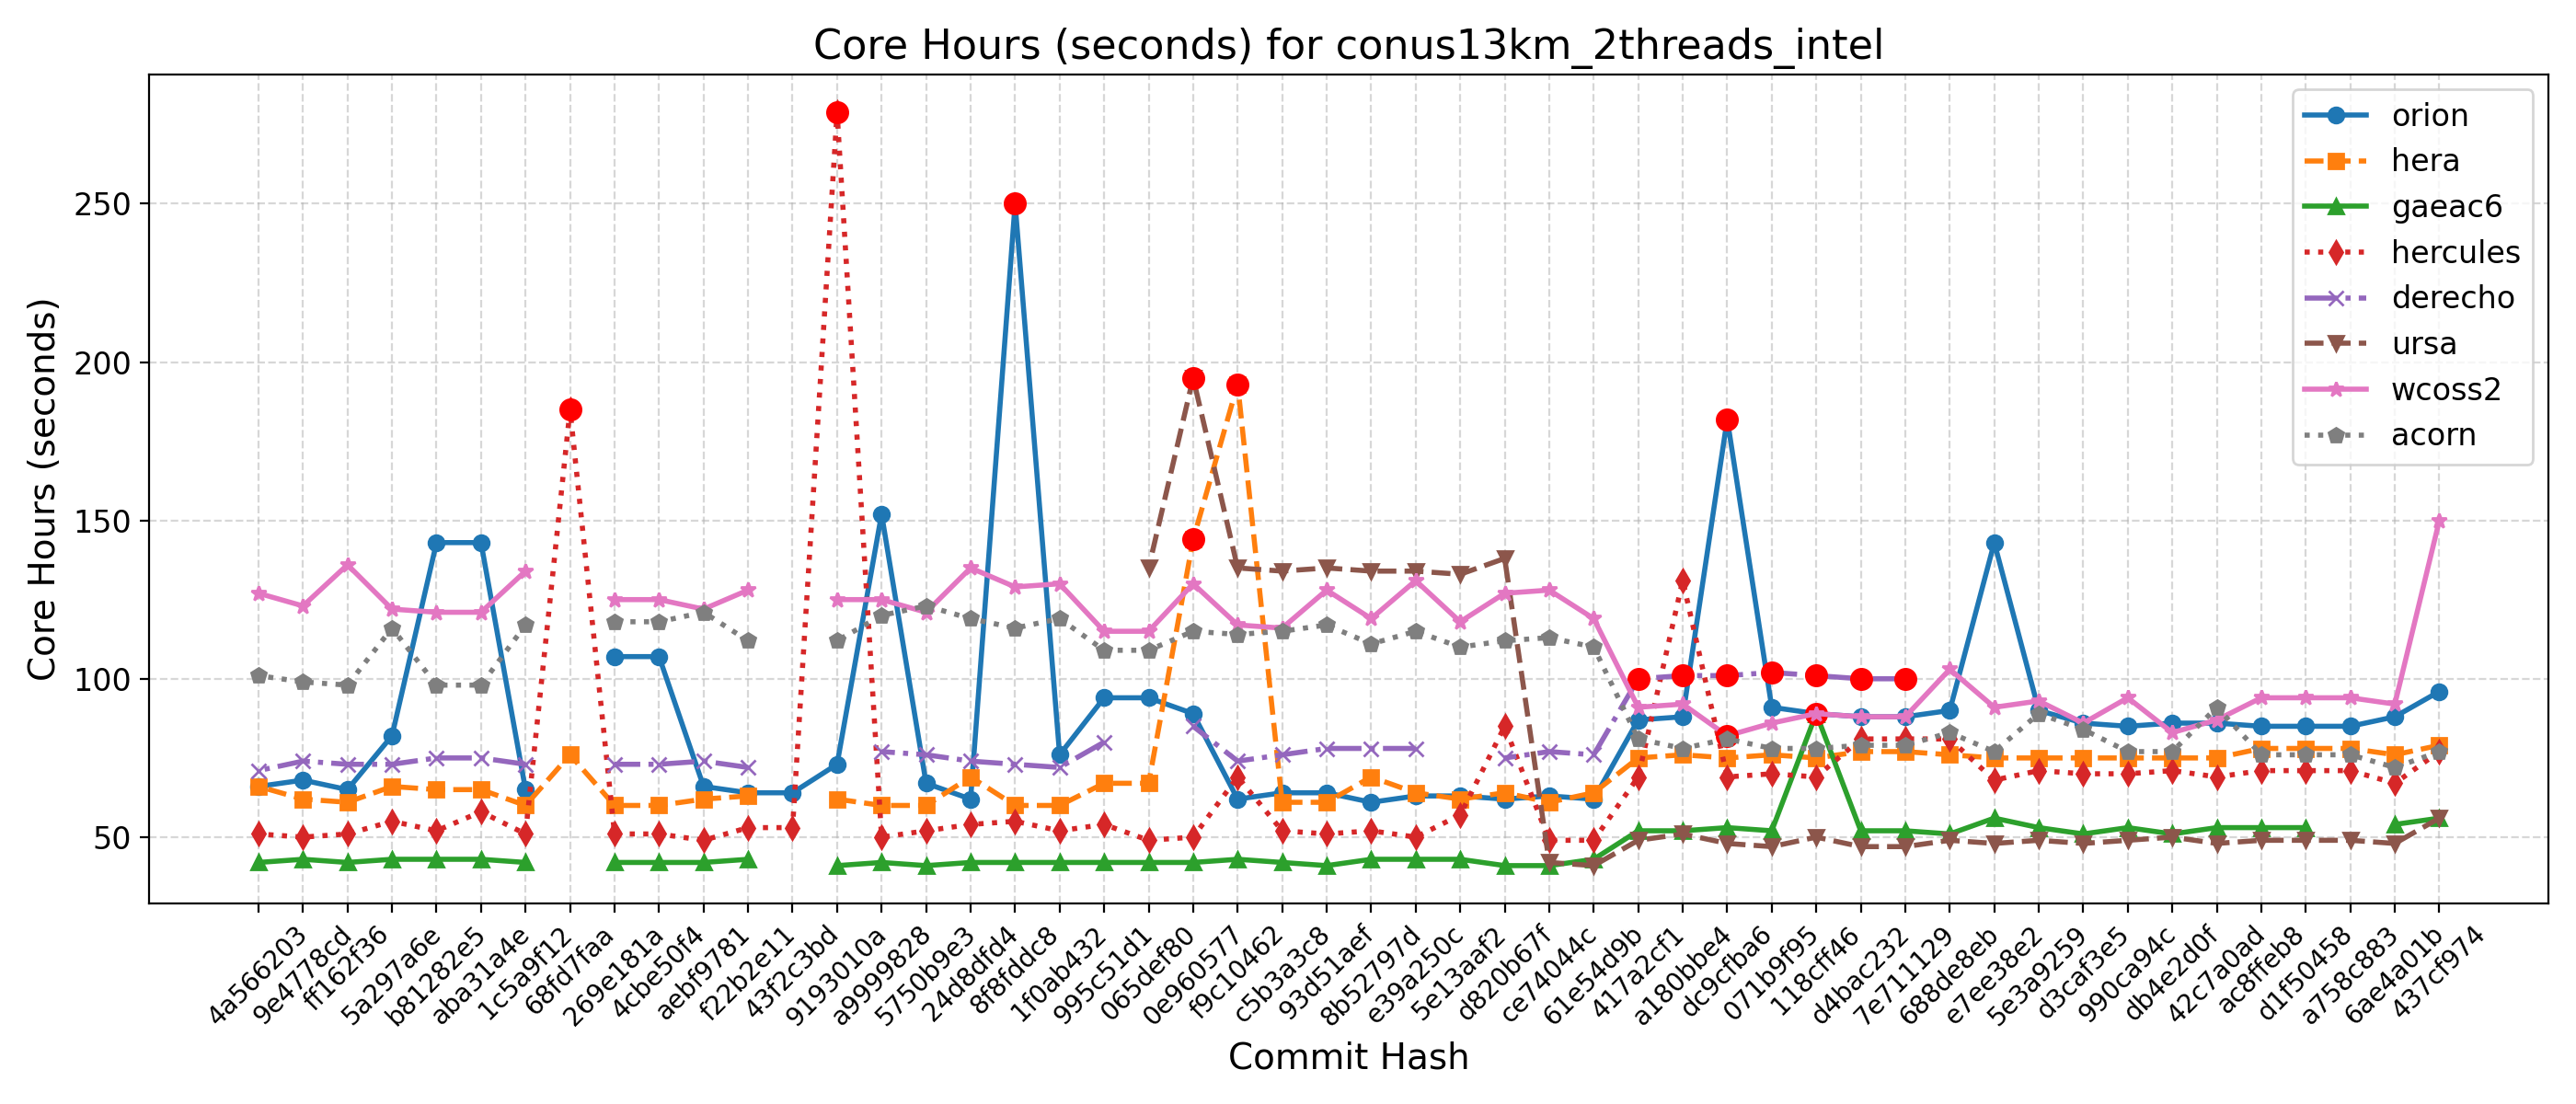 Core Hours (seconds) for conus13km_2threads_intel
Core Hours (seconds)
250
200
150
100
50
orion
hera
gaeac6
hercules
derecho
ursa
wcoss2
acorn
4a566203
9e4778cd
ff162f36
5a297a6e
b81282e5
aba31a4e
1c5a9f12
68fd7faa
269e181a
4cbe50f4
aebf9781
f22b2e11
43f2c3bd
9193010a
a9999828
5750b9e3
24d8dfd4
8f8fddc8
1f0ab432
995c51d1
065def80
0e960577
f9c10462
c5b3a3c8
93d51aef
8b52797d
e39a250c
5e13aaf2
d820b67f
ce74044c
61e54d9b
417a2cf1
a180bbe4
dc9cfba6
071b9f95
118cff46
d4bac232
7e711129
688de8eb
e7ee38e2
5e3a9259
d3caf3e5
990ca94c
db4e2d0f
42c7a0ad
ac8ffeb8
d1f50458
a758c883
6ae4a01b
437cf974
Commit Hash